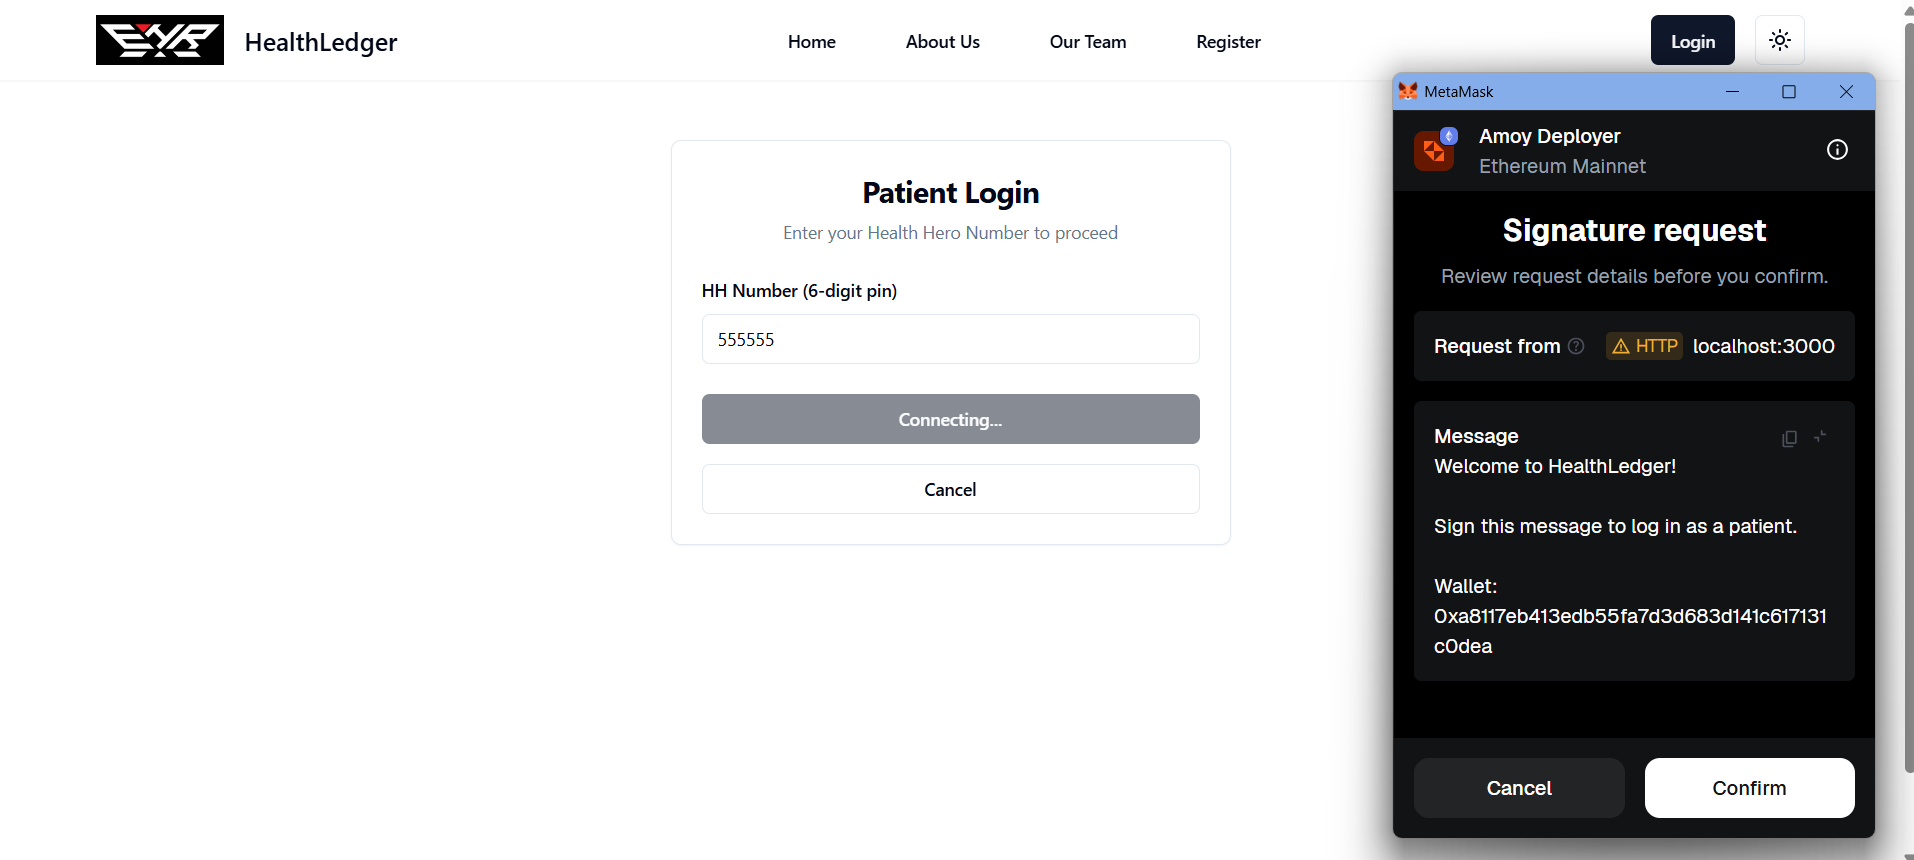 EHR
HealthLedger
Home
About Us
Our Team
Register
Login
Patient Login
Enter your Health Hero Number to proceed
HH Number (6-digit pin)
555555
Connecting...
Cancel
MetaMask
Amoy Deployer
Ethereum Mainnet
Signature request
Review request details before you confirm.
Request from
HTTP localhost:3000
Message
Welcome to HealthLedger!
Sign this message to log in as a patient.
Wallet:
0xa8117eb413edb55fa7d3d683d141c617131
c0dea
Cancel
Confirm